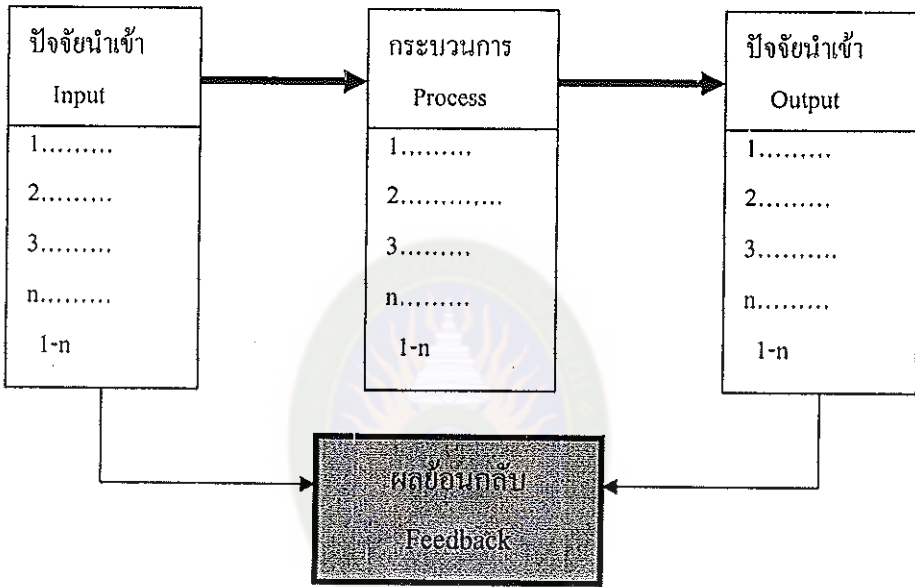 ปัจจัยนำเข้า
Input
1.........
2.........
3.........
n.........
1-n
กระบวนการ
Process
1.........
2.............
3.........
n.........
1-n
ปัจจัยนำเข้า
Output
1.........
2.........
3..........
n.........
1-n
ผลย้อนกลับ
Feedback